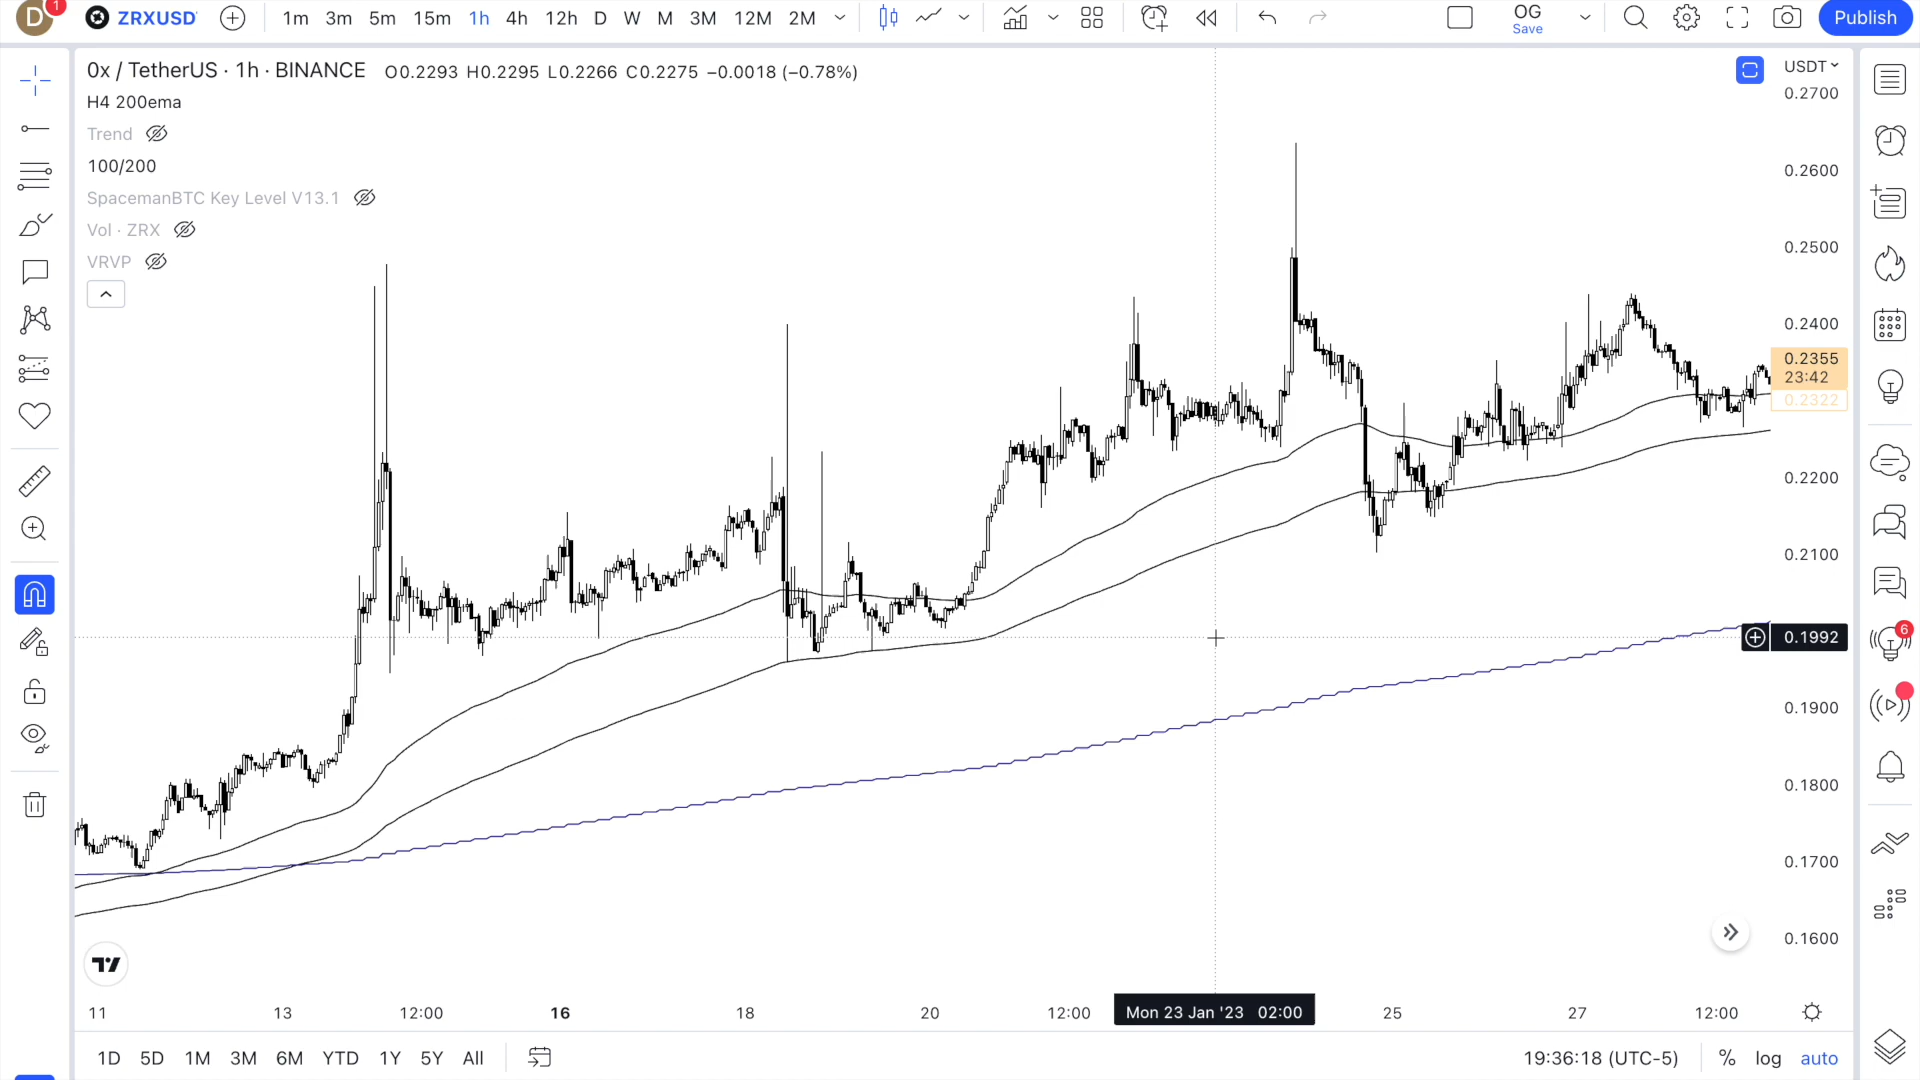 D 1 ZRXUSD 1m 3m 5m 15m 1h 4h 12h D W M 3M 12M 2M OG Save Publish
0x / TetherUS · 1h · BINANCE O0.2293 H0.2295 L0.2266 C0.2275 −0.0018 (−0.78%) USDT
H4 200ema
Trend
100/200
SpacemanBTC Key Level V13.1
Vol · ZRX
VRVP
0.2700
0.2600
0.2500
0.2400
0.2355
23:42
0.2322
0.2200
0.2100
0.1992
6
0.1900
0.1800
0.1700
0.1600
11 13 12:00 16 18 20 12:00 Mon 23 Jan '23 02:00 25 27 12:00
1D 5D 1M 3M 6M YTD 1Y 5Y All 19:36:18 (UTC-5) % log auto